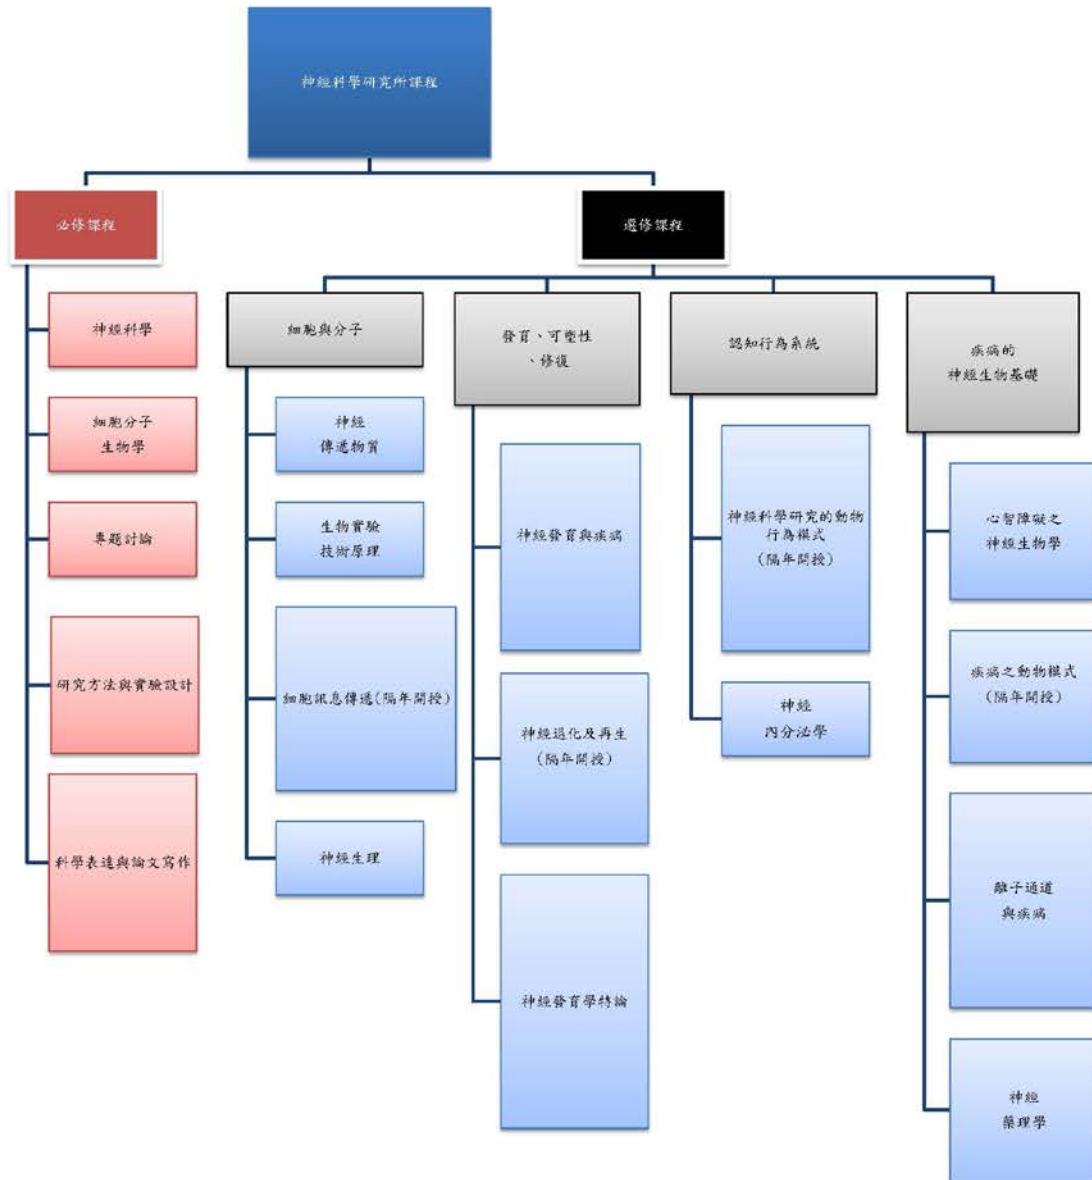 神經科學研究所課程
必修課程
選修課程
神經科學
細胞分子
生物學
專題討論
研究方法與實驗設計
科學表達與論文寫作
細胞與分子
神經
傳遞物質
生物實驗
技術原理
細胞訊息傳遞(隔年開授)
神經生理
發育、可塑性
、修復
神經發育與疾病
神經退化及再生
(隔年開授)
神經發育學特論
認知行為系統
神經科學研究的動物
行為模式
(隔年開授)
神經
內分泌學
疾病的
神經生物基礎
心智障礙之
神經生物學
疾病之動物模式
(隔年開授)
離子通道
與疾病
神經
藥理學